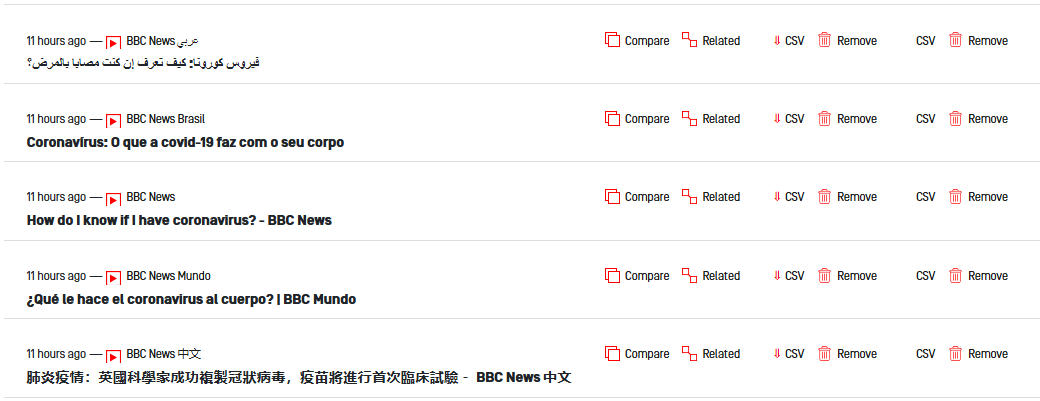 11 hours ago — BBC News عربي Compare Related ⇓ CSV Remove CSV Remove
فيروس كورونا: كيف تعرف إن كنت مصابا بالمرض؟
11 hours ago — BBC News Brasil Compare Related ⇓ CSV Remove CSV Remove
Coronavírus: O que a covid-19 faz com o seu corpo
11 hours ago — BBC News Compare Related ⇓ CSV Remove CSV Remove
How do I know if I have coronavirus? - BBC News
11 hours ago — BBC News Mundo Compare Related ⇓ CSV Remove CSV Remove
¿Qué le hace el coronavirus al cuerpo? | BBC Mundo
11 hours ago — BBC News 中文 Compare Related ⇓ CSV Remove CSV Remove
肺炎疫情：英國科學家成功複製冠狀病毒，疫苗將進行首次臨床試驗－ BBC News 中文